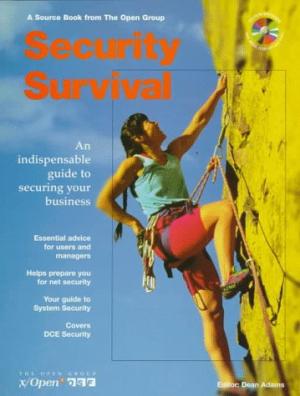 A Source Book from The Open Group
Security
Survival
An
indispensable
guide to
securing your
business
Essential advice
for users and
managers
Helps prepare you
for net security
Your guide to
System Security
Covers
DCE Security
THE OPEN GROUP
X/Open OSF
Editor: Dean Adams